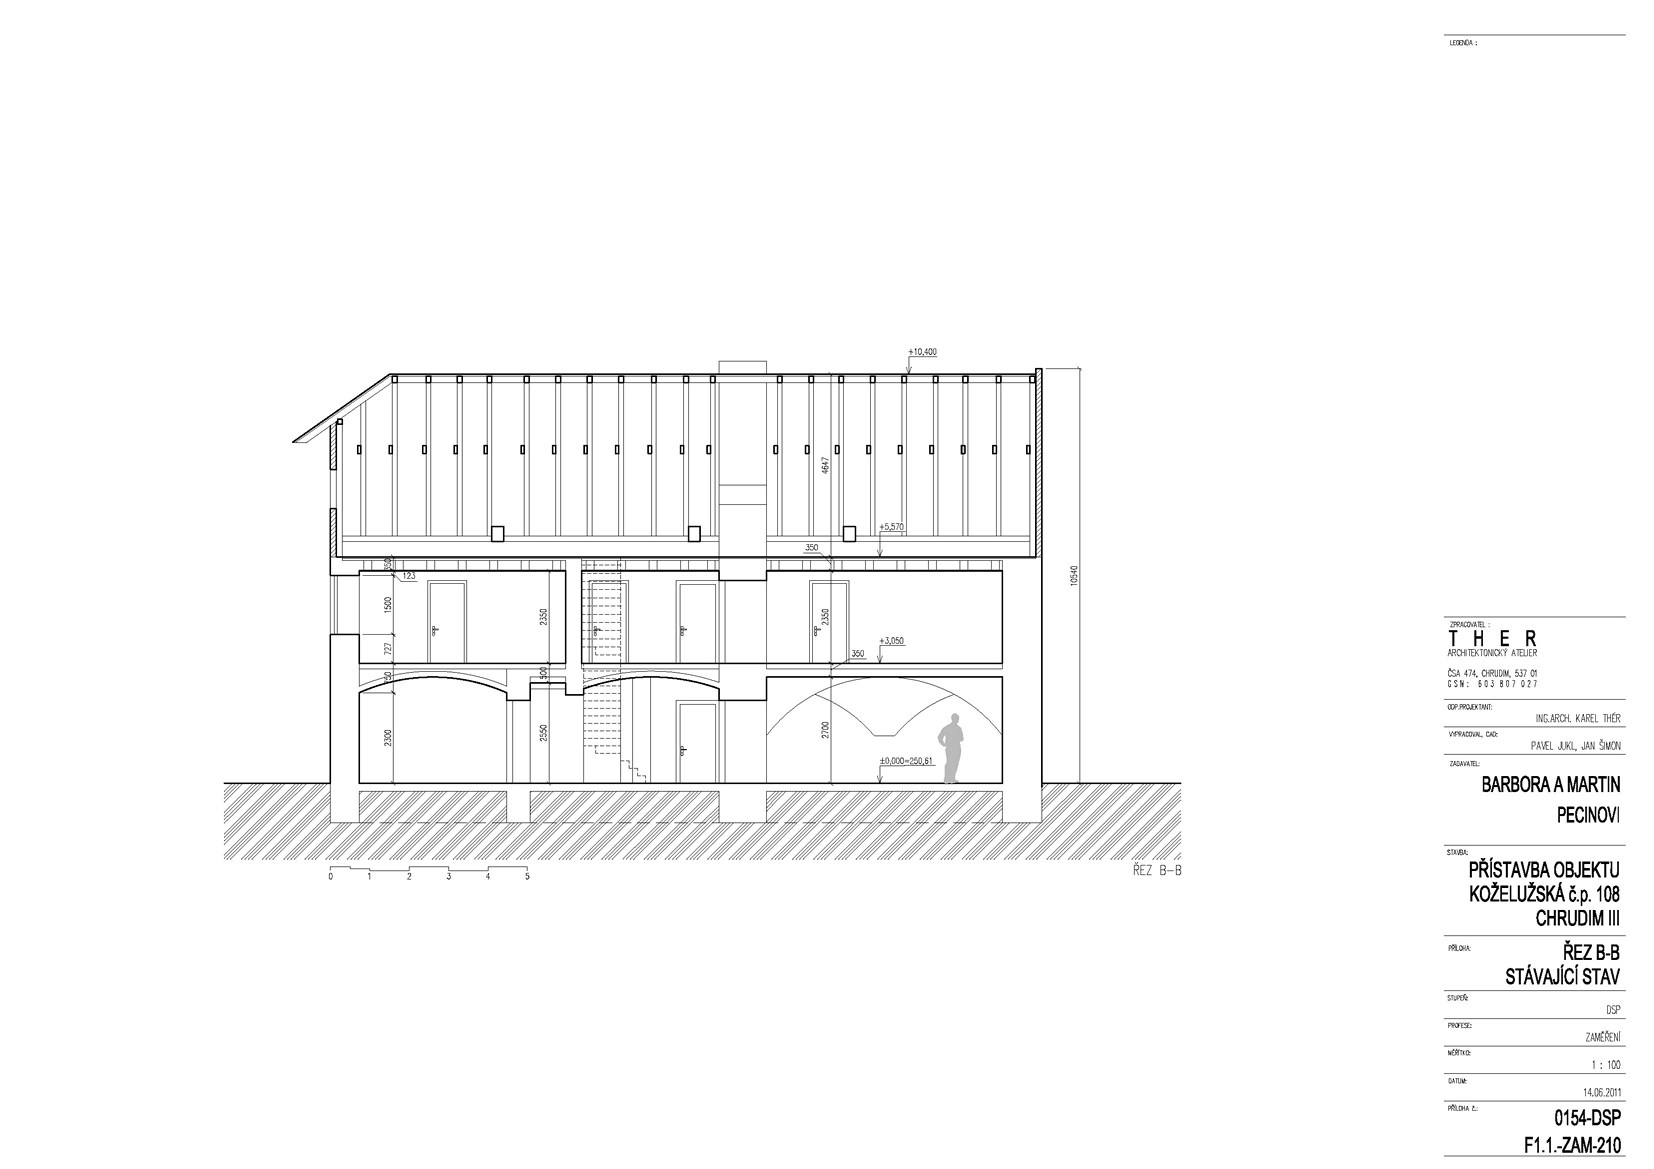 LEGENDA :
+10,400
4647
+5,570
350
350
123
10540
1500
2350
2350
727
+3,050
350
750
500
2300
2550
2700
±0,000=250,61
0 1 2 3 4 5
ŘEZ B-B
ZPRACOVATEL :
T H E R
ARCHITEKTONICKÝ ATELIER
ČSA 474, CHRUDIM, 537 01
GSN: 603 807 027
ODP.PROJEKTANT:
ING.ARCH. KAREL THÉR
VYPRACOVAL, CAD:
PAVEL JUKL, JAN ŠIMON
ZADAVATEL:
BARBORA A MARTIN
PECINOVI
STAVBA:
PŘÍSTAVBA OBJEKTU
KOŽELUŽSKÁ č.p. 108
CHRUDIM III
PŘÍLOHA:
ŘEZ B-B
STÁVAJÍCÍ STAV
STUPEŇ:
DSP
PROFESE:
ZAMĚŘENÍ
MĚŘÍTKO:
1 : 100
DATUM:
14.06.2011
PŘÍLOHA Č.:
0154-DSP
F1.1.-ZAM-210